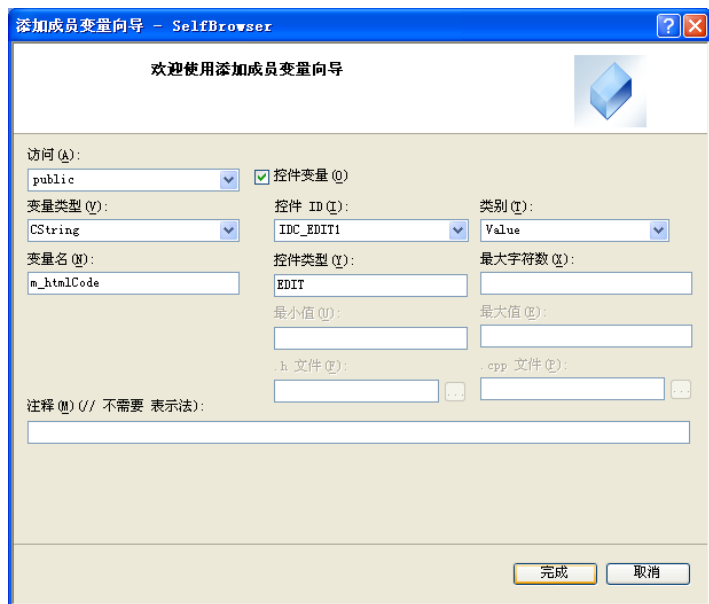 添加成员变量向导 - SelfBrowser
欢迎使用添加成员变量向导
访问(A):
public
控件变量(O)
变量类型(V):
控件 ID(I):
类别(T):
CString
IDC_EDIT1
Value
变量名(N):
控件类型(Y):
最大字符数(X):
m_htmlCode
EDIT
最小值(U):
最大值(E):
.h 文件(F):
.cpp 文件(P):
...
...
注释(M)(// 不需要 表示法):
完成
取消